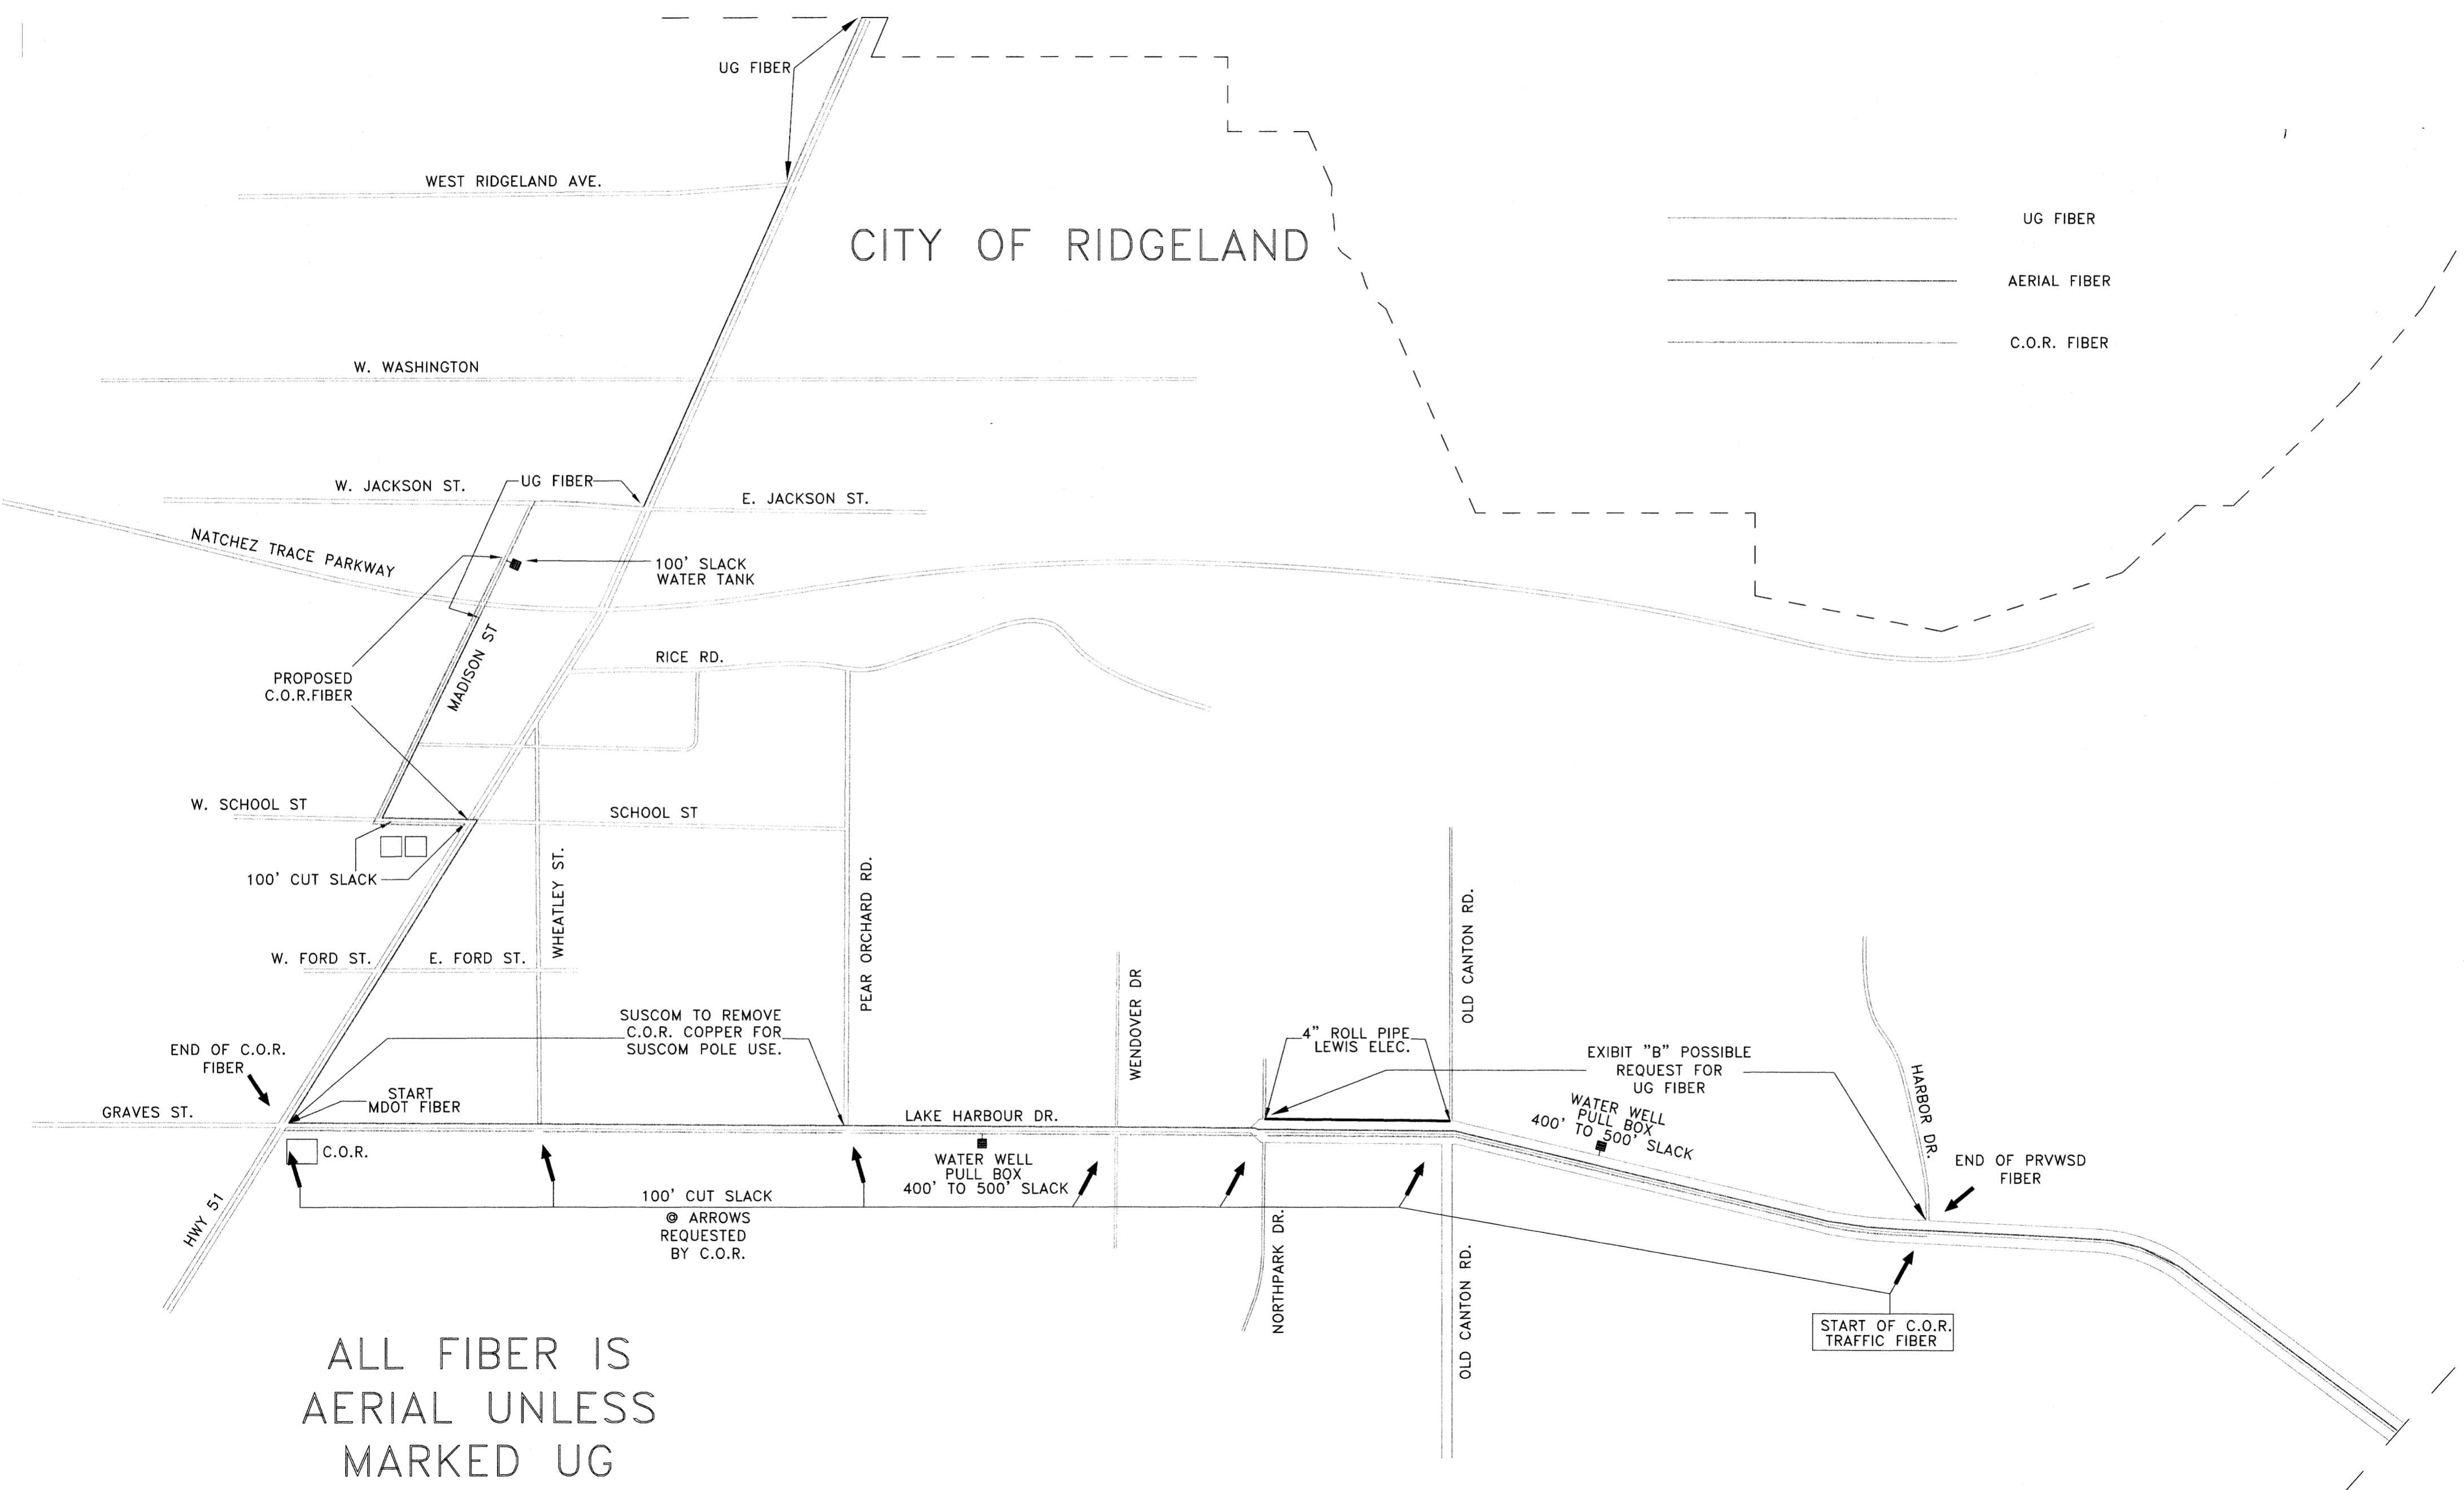 UG FIBER
WEST RIDGELAND AVE.
CITY OF RIDGELAND
UG FIBER
AERIAL FIBER
C.O.R. FIBER
W. WASHINGTON
W. JACKSON ST.
UG FIBER
E. JACKSON ST.
NATCHEZ TRACE PARKWAY
100' SLACK
WATER TANK
MADISON ST
RICE RD.
PROPOSED
C.O.R.FIBER
W. SCHOOL ST
SCHOOL ST
100' CUT SLACK
WHEATLEY ST.
PEAR ORCHARD RD.
W. FORD ST.
E. FORD ST.
OLD CANTON RD.
WENDOVER DR
SUSCOM TO REMOVE
C.O.R. COPPER FOR
SUSCOM POLE USE.
4" ROLL PIPE
LEWIS ELEC.
END OF C.O.R.
FIBER
EXIBIT "B" POSSIBLE
REQUEST FOR
UG FIBER
HARBOR DR.
START
MDOT FIBER
GRAVES ST.
LAKE HARBOUR DR.
WATER WELL
PULL BOX
400' TO 500' SLACK
C.O.R.
WATER WELL
PULL BOX
400' TO 500' SLACK
END OF PRVWSD
FIBER
HWY 51
100' CUT SLACK
@ ARROWS
REQUESTED
BY C.O.R.
NORTHPARK DR.
OLD CANTON RD.
START OF C.O.R.
TRAFFIC FIBER
ALL FIBER IS
AERIAL UNLESS
MARKED UG